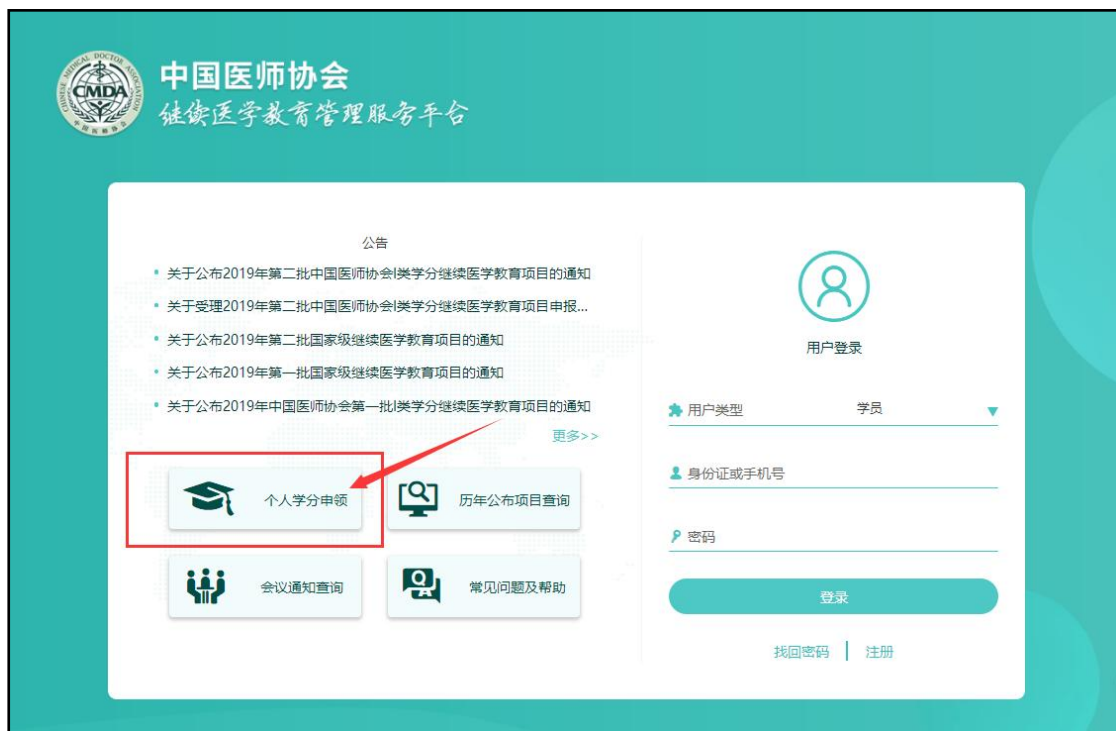 CHINESE MEDICAL DOCTOR ASSOCIATION
CMDA
中国医师协会
中国医师协会
继续医学教育管理服务平台
公告
关于公布2019年第二批中国医师协会I类学分继续医学教育项目的通知
关于受理2019年第二批中国医师协会I类学分继续医学教育项目申报...
关于公布2019年第二批国家级继续医学教育项目的通知
关于公布2019年第一批国家级继续医学教育项目的通知
关于公布2019年中国医师协会第一批I类学分继续医学教育项目的通知
更多>>
个人学分申领
历年公布项目查询
会议通知查询
Q
A
常见问题及帮助
用户登录
用户类型 学员
身份证或手机号
密码
登录
找回密码 | 注册